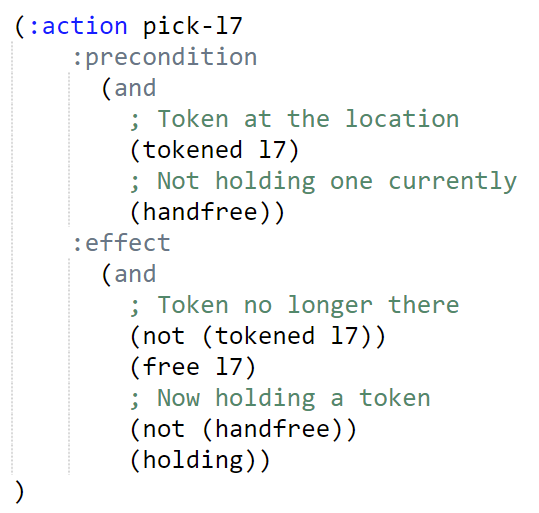 (:action pick-l7
:precondition
(and
; Token at the location
(tokened l7)
; Not holding one currently
(handfree))
:effect
(and
; Token no longer there
(not (tokened l7))
(free l7)
; Now holding a token
(not (handfree))
(holding))
)